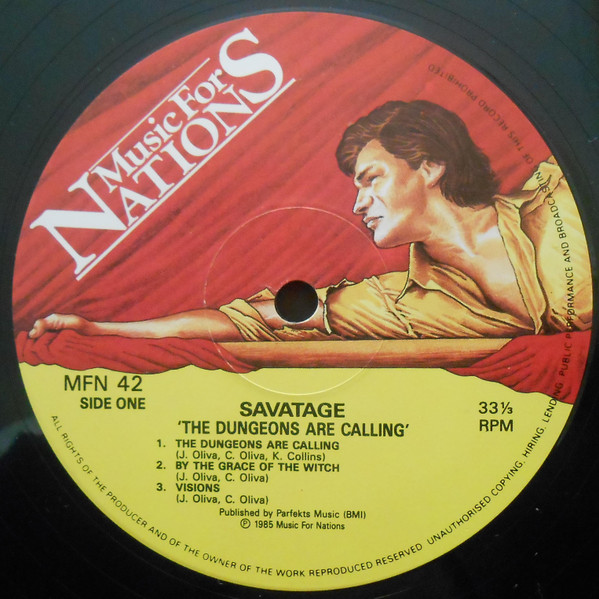 Music For
NATIONS
MFN 42
SIDE ONE
SAVATAGE
33⅓
RPM
'THE DUNGEONS ARE CALLING'
1. THE DUNGEONS ARE CALLING
(J. Oliva, C. Oliva, K. Collins)
2. BY THE GRACE OF THE WITCH
(J. Oliva, C. Oliva)
3. VISIONS
(J. Oliva, C. Oliva)
Published by Parfekts Music (BMI)
℗ 1985 Music For Nations
ALL RIGHTS OF THE PRODUCER AND OF THE OWNER OF THE WORK REPRODUCED RESERVED UNAUTHORISED COPYING, HIRING, LENDING, PUBLIC PERFORMANCE AND BROADCASTING OF THIS RECORD PROHIBITED